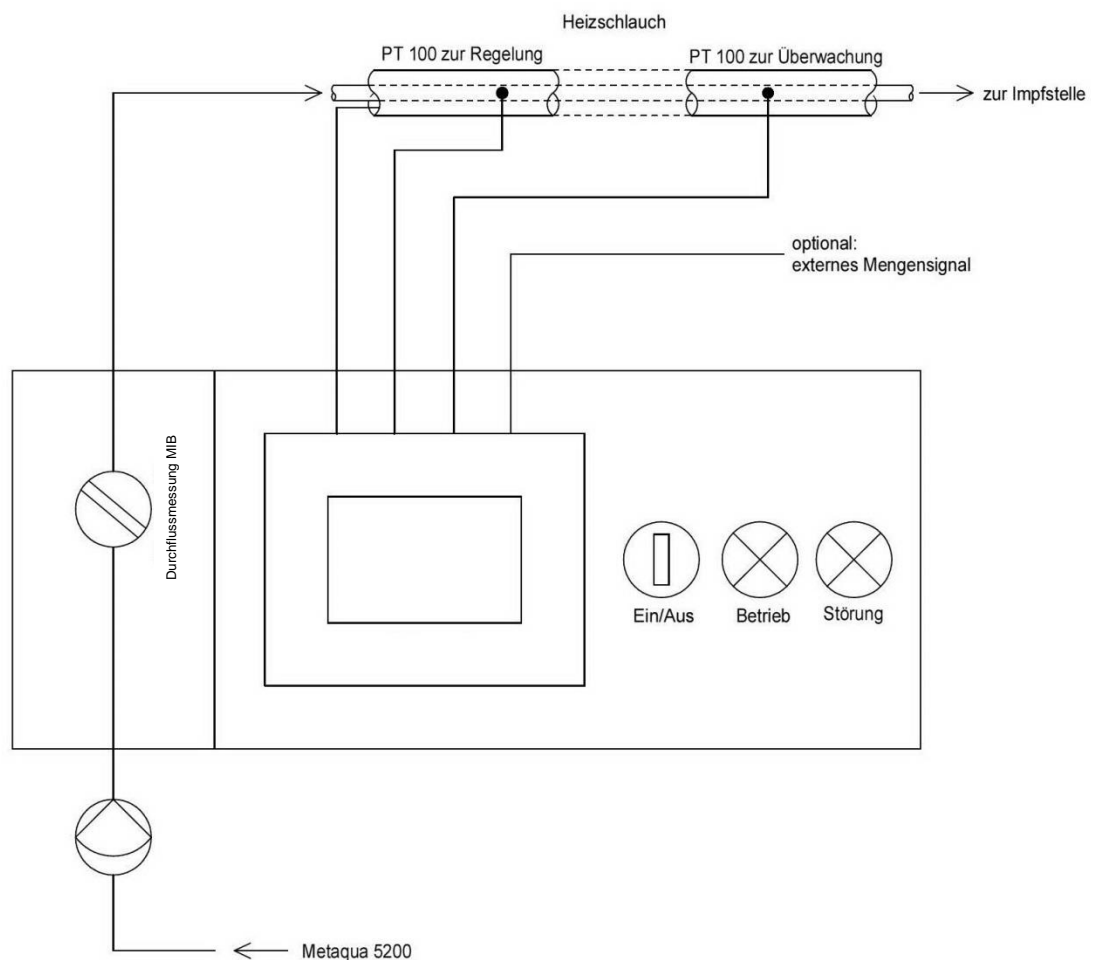 Heizschlauch
PT 100 zur Regelung
PT 100 zur Überwachung
zur Impfstelle
optional:
externes Mengensignal
Durchflussmessung MIB
Ein/Aus
Betrieb
Störung
Metaqua 5200